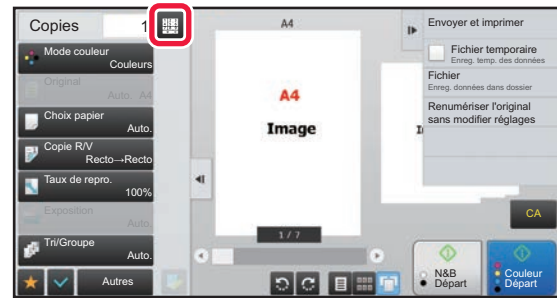 Copies 1
Mode couleur
Couleurs
Original
Auto. A4
Choix papier
Auto.
Copie R/V
Recto→Recto
Taux de repro.
100%
Exposition
Auto.
Tri/Groupe
Auto.
Autres
A4
A4
Image
1 / 7
Envoyer et imprimer
Fichier temporaire
Enreg. temp. des données
Fichier
Enreg. données dans dossier
Renumériser l'original
sans modifier réglages
CA
N&B
Départ
Couleur
Départ